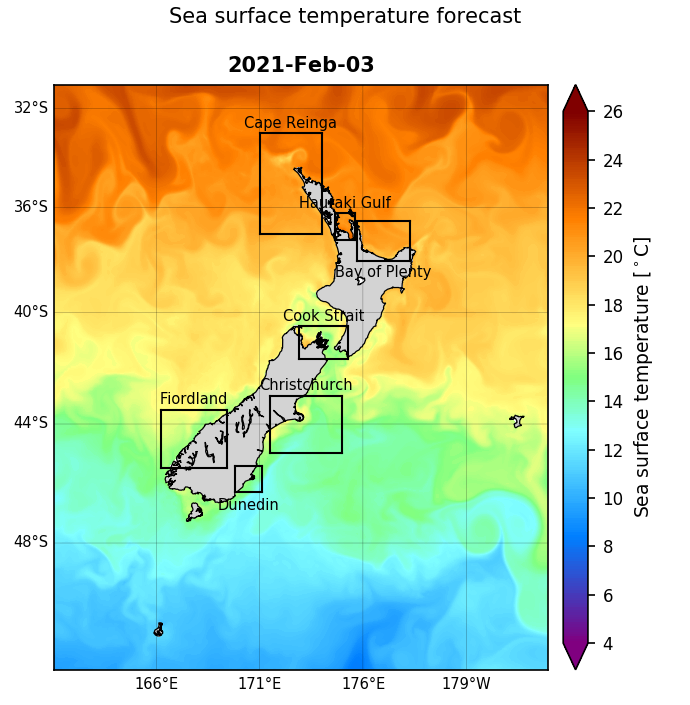 Sea surface temperature forecast
2021-Feb-03
32°S
36°S
40°S
44°S
48°S
Cape Reinga
Hauraki Gulf
Bay of Plenty
Cook Strait
Christchurch
Fiordland
Dunedin
166°E
171°E
176°E
179°W
26
24
22
20
18
16
14
12
10
8
6
4
Sea surface temperature [°C]